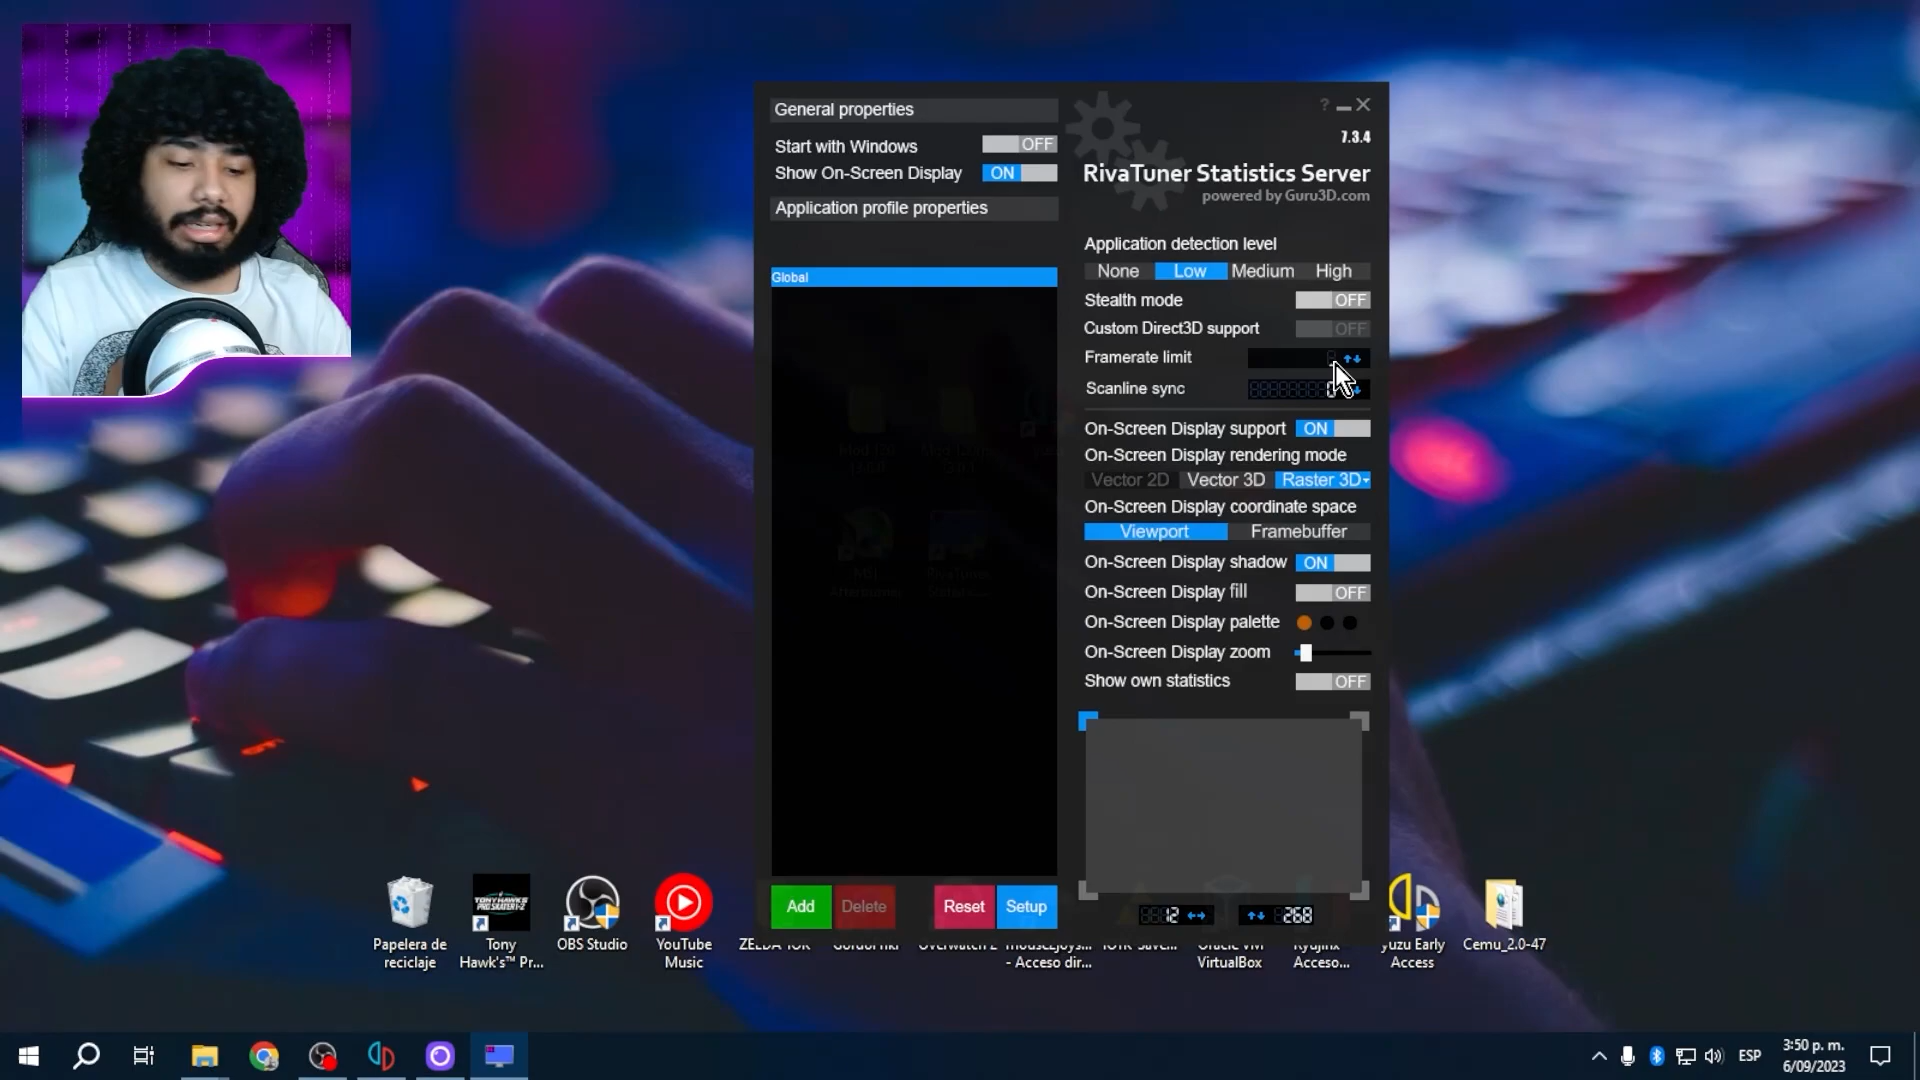 General properties
7.3.4
Start with Windows OFF
Show On-Screen Display ON
RivaTuner Statistics Server
powered by Guru3D.com
Application profile properties
Global
Application detection level
None Low Medium High
Stealth mode OFF
Custom Direct3D support OFF
Framerate limit
Scanline sync
On-Screen Display support ON
On-Screen Display rendering mode
Vector 2D Vector 3D Raster 3D
On-Screen Display coordinate space
Viewport Framebuffer
On-Screen Display shadow ON
On-Screen Display fill OFF
On-Screen Display palette
On-Screen Display zoom
Show own statistics OFF
Add Delete Reset Setup
12 268
TONY HAWK'S
PRO SKATER 1+2
Papelera de
reciclaje
Tony
Hawk's™ Pr...
OBS Studio
YouTube
Music
- Acceso dir...
VirtualBox
Acceso...
yuzu Early
Access
Cemu_2.0-47
ESP
3:50 p. m.
6/09/2023